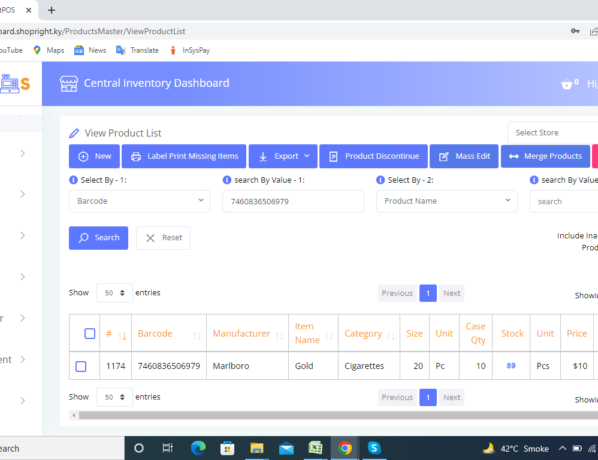 tPOS
oard.shopright.ky/ProductsMaster/ViewProductList
ouTube Maps News Translate InSysPay
S Central Inventory Dashboard 0 Hi
View Product List Select Store
New Label Print Missing Items Export Product Discontinue Mass Edit Merge Products
Select By - 1: search By Value - 1: Select By - 2: search By Value
Barcode 7460836506979 Product Name search
Search Reset Include Ina
Prod
Show 50 entries Previous 1 Next Showi
# Barcode Manufacturer Item Name Category Size Unit Case Qty Stock Unit Price
1174 7460836506979 Marlboro Gold Cigarettes 20 Pc 10 89 Pcs $10
Show 50 entries Previous 1 Next Showi
r
ent
earch 42°C Smoke